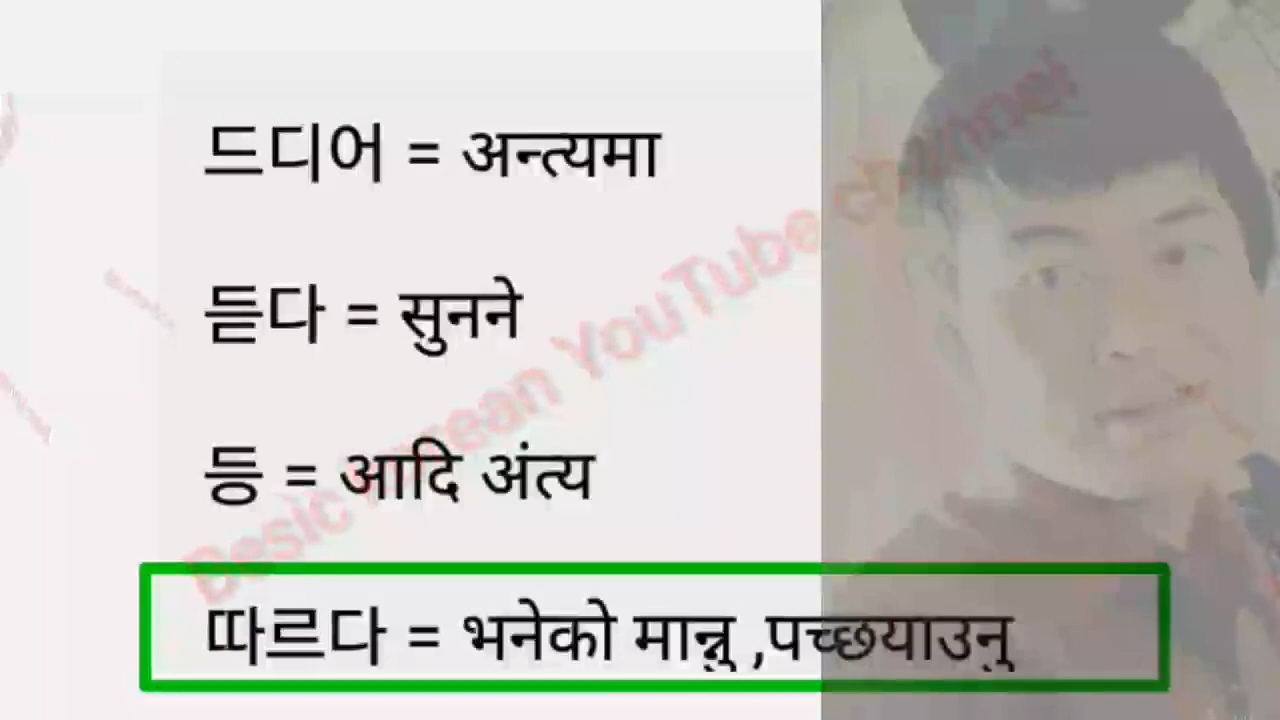 드디어 = अन्त्यमा
듣다 = सुनने
등 = आदि अंत्य
따르다 = भनेको मान्नु ,पच्छयाउनु
Besic korean YouTube channel